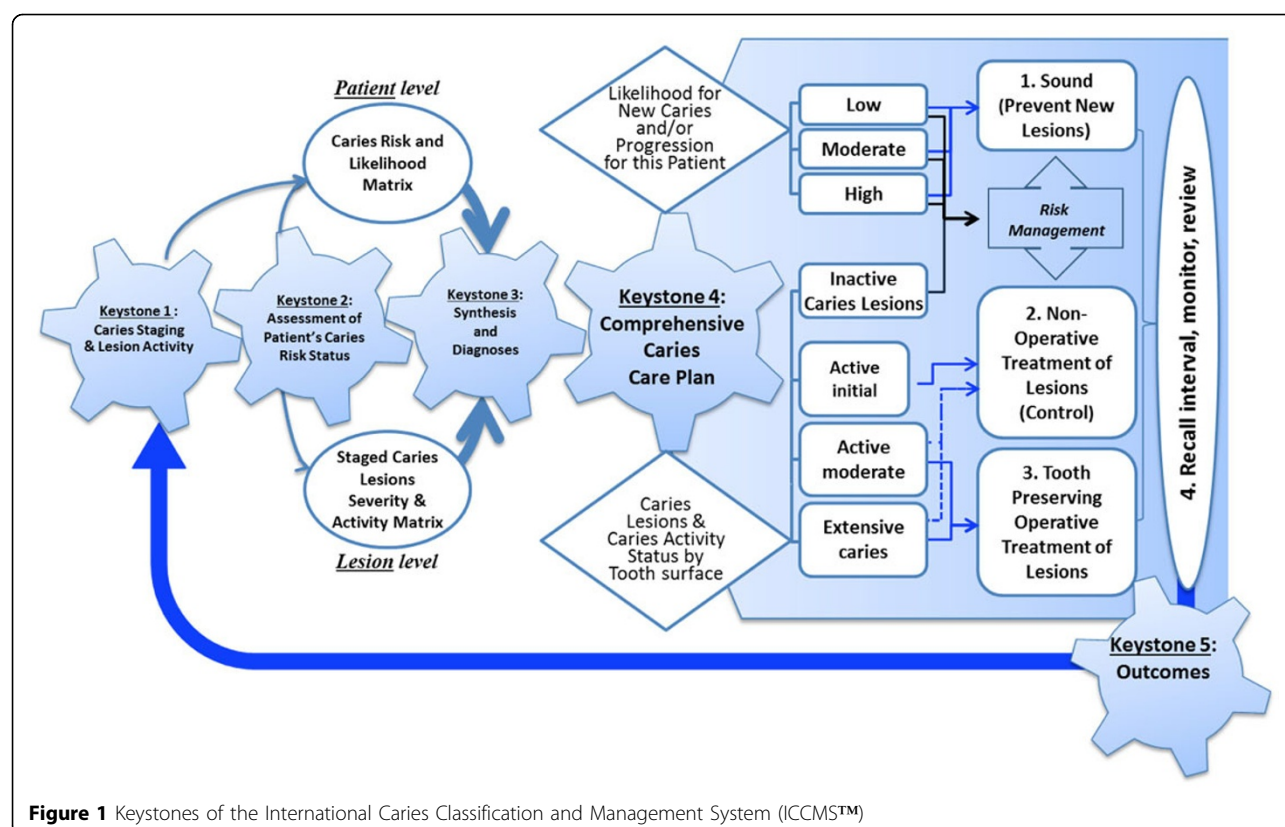 Patient level
Caries Risk and
Likelihood
Matrix
Keystone 1:
Caries Staging
& Lesion Activity
Keystone 2:
Assessment of
Patient's Caries
Risk Status
Keystone 3:
Synthesis
and
Diagnoses
Staged Caries
Lesions
Severity &
Activity Matrix
Lesion level
Likelihood for
New Caries
and/or
Progression
for this Patient
Keystone 4:
Comprehensive
Caries
Care Plan
Caries
Lesions &
Caries Activity
Status by
Tooth surface
Low
Moderate
High
Inactive
Caries Lesions
Active
initial
Active
moderate
Extensive
caries
1. Sound
(Prevent New
Lesions)
Risk
Management
2. Non-
Operative
Treatment of
Lesions
(Control)
3. Tooth
Preserving
Operative
Treatment of
Lesions
4. Recall interval, monitor, review
Keystone 5:
Outcomes
Figure 1 Keystones of the International Caries Classification and Management System (ICCMS™)